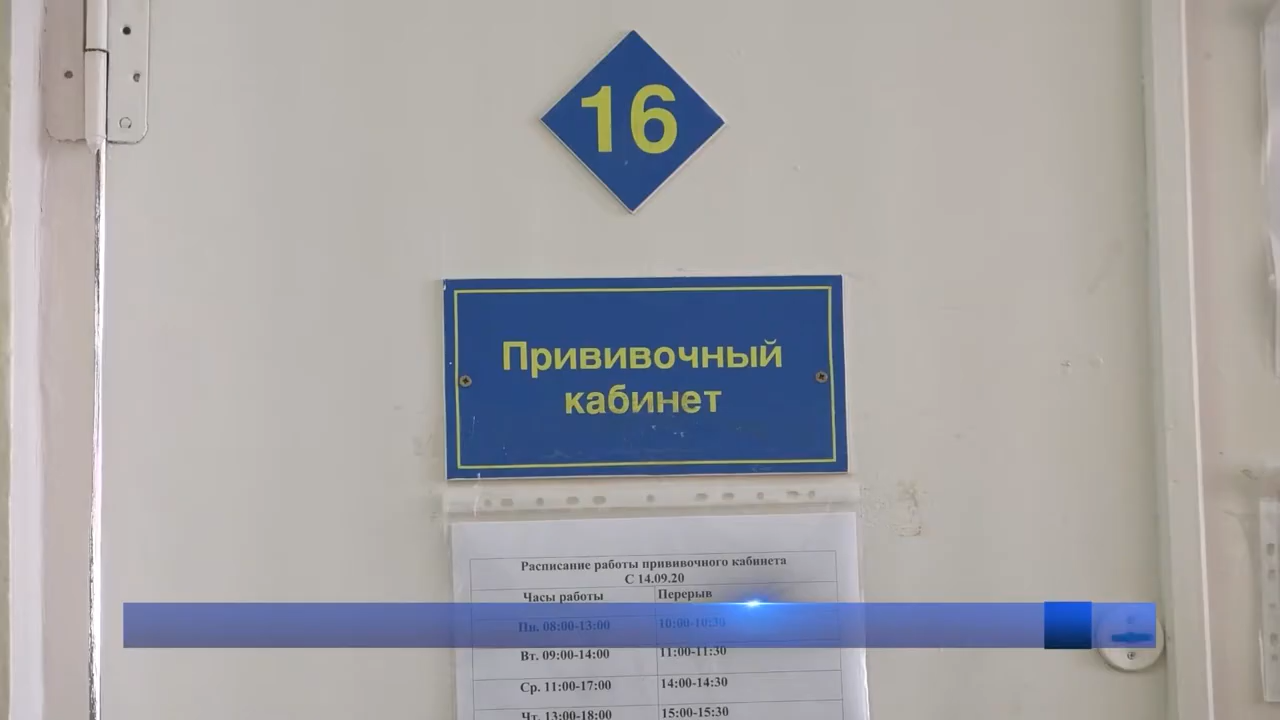 16
Прививочный
кабинет
Расписание работы прививочного кабинета
С 14.09.20
Часы работы Перерыв
Пн. 08:00-13:00 10:00-10:30
Вт. 09:00-14:00 11:00-11:30
Ср. 11:00-17:00 14:00-14:30
Чт. 13:00-18:00 15:00-15:30